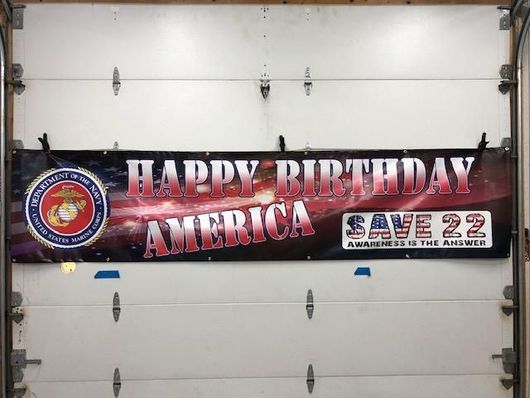 DEPARTMENT OF THE NAVY
UNITED STATES MARINE CORPS
HAPPY BIRTHDAY
AMERICA
SAVE 22
AWARENESS IS THE ANSWER